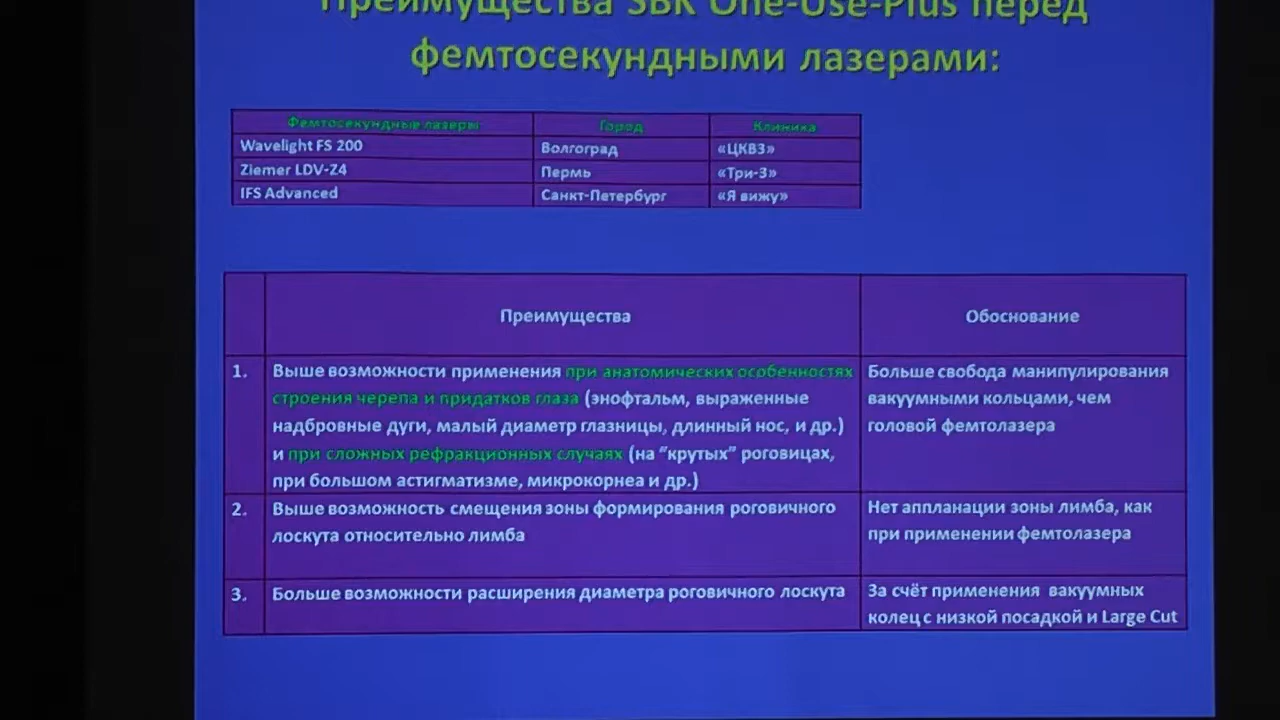 Преимущества SBK One-Use-Plus перед
фемтосекундными лазерами:
Фемтосекундные лазеры Город Клиника
Wavelight FS 200 Волгоград «ЦКВЗ»
Ziemer LDV-Z4 Пермь «Три-З»
IFS Advanced Санкт-Петербург «Я вижу»
Преимущества Обоснование
1. Выше возможности применения при анатомических особенностях
строения черепа и придатков глаза (энофтальм, выраженные
надбровные дуги, малый диаметр глазницы, длинный нос, и др.)
и при сложных рефракционных случаях (на “крутых” роговицах,
при большом астигматизме, микрокорнеа и др.)
Больше свобода манипулирования
вакуумными кольцами, чем
головой фемтолазера
2. Выше возможность смещения зоны формирования роговичного
лоскута относительно лимба
Нет аппланации зоны лимба, как
при применении фемтолазера
3. Больше возможности расширения диаметра роговичного лоскута
За счёт применения вакуумных
колец с низкой посадкой и Large Cut